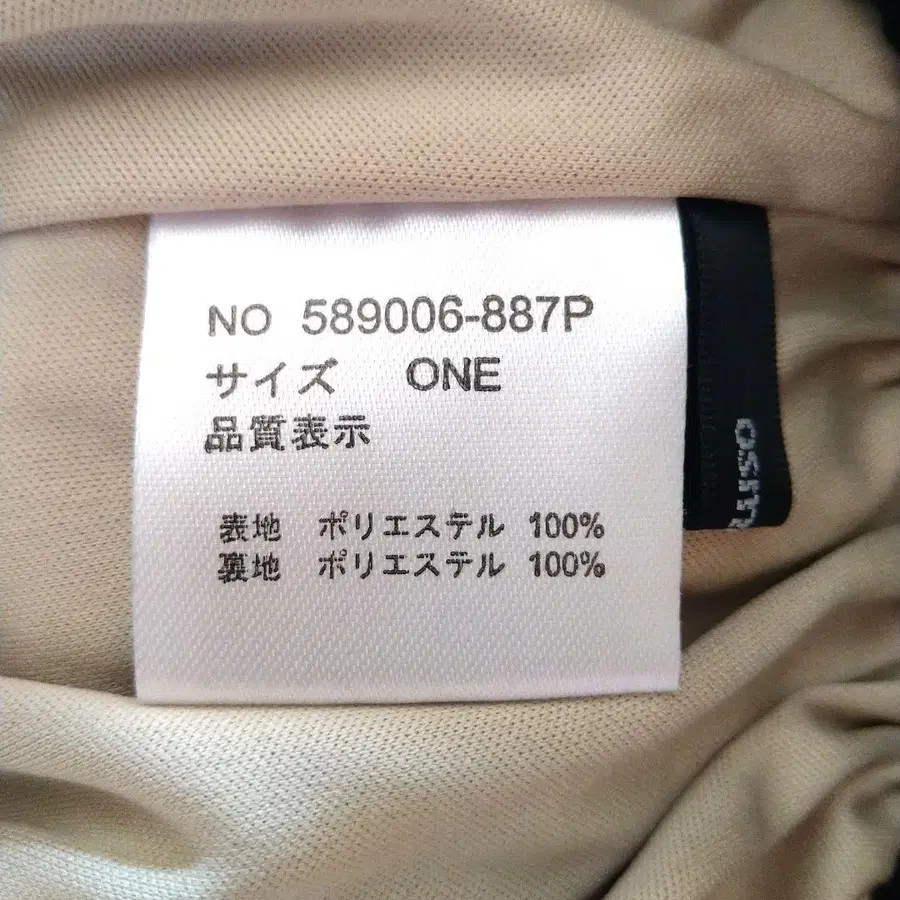 NO 589006-887P
サイズ ONE
品質表示
表地 ポリエステル 100%
裏地 ポリエステル 100%